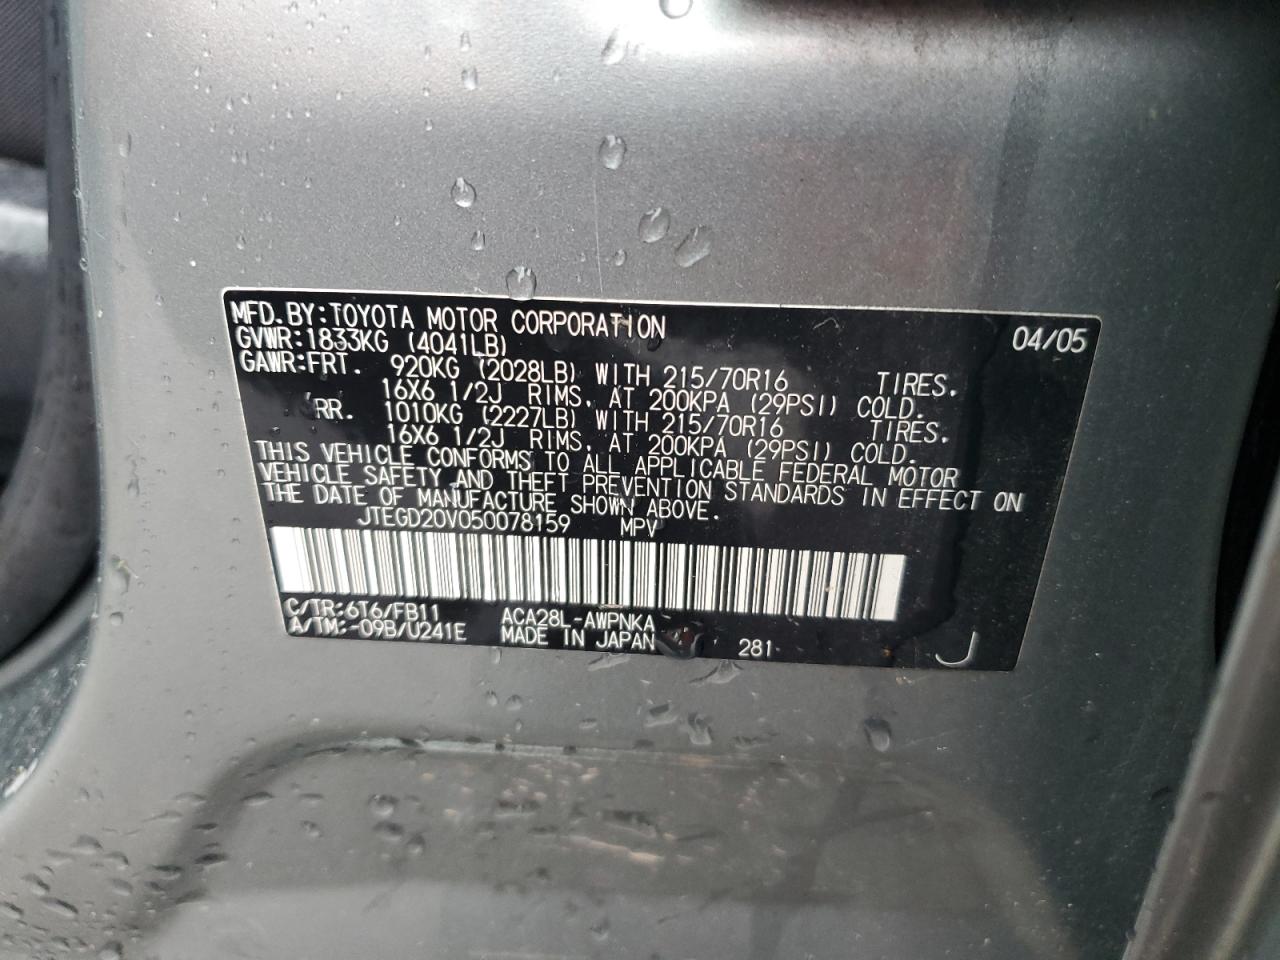 MFD. BY: TOYOTA MOTOR CORPORATION 04/05
GVWR: 1833KG (4041LB)
GAWR: FRT. 920KG (2028LB) WITH 215/70R16 TIRES.
16X6 1/2J RIMS. AT 200KPA (29PSI) COLD.
RR. 1010KG (2227LB) WITH 215/70R16 TIRES.
16X6 1/2J RIMS. AT 200KPA (29PSI) COLD.
THIS VEHICLE CONFORMS TO ALL APPLICABLE FEDERAL MOTOR
VEHICLE SAFETY AND THEFT PREVENTION STANDARDS IN EFFECT ON
THE DATE OF MANUFACTURE SHOWN ABOVE.
JTEGD20V050078159 MPV
C/TR: 6T6/FB11 ACA28L-AWPNKA
A/TM: -09B/U241E MADE IN JAPAN 281 J